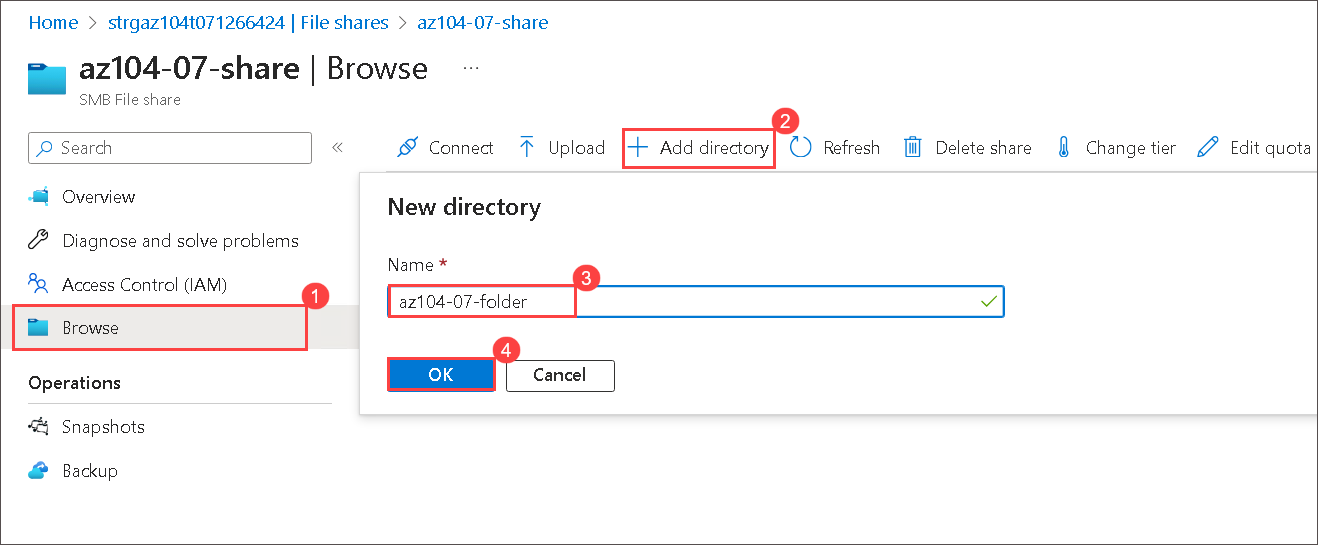 Home > strgaz104t071266424 | File shares > az104-07-share
az104-07-share | Browse ...
SMB File share
Search «
Connect Upload + Add directory 2 Refresh Delete share Change tier Edit quota
Overview
Diagnose and solve problems
Access Control (IAM)
1
Browse
Operations
Snapshots
Backup
New directory
Name *
3
az104-07-folder
4
OK Cancel